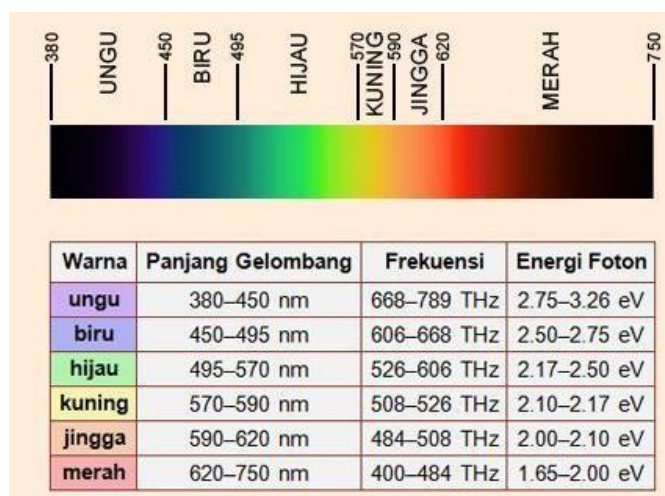 380 UNGU 450 BIRU 495 HIJAU 570 KUNING 590 JINGGA 620 MERAH 750
Warna Panjang Gelombang Frekuensi Energi Foton
ungu 380–450 nm 668–789 THz 2.75–3.26 eV
biru 450–495 nm 606–668 THz 2.50–2.75 eV
hijau 495–570 nm 526–606 THz 2.17–2.50 eV
kuning 570–590 nm 508–526 THz 2.10–2.17 eV
jingga 590–620 nm 484–508 THz 2.00–2.10 eV
merah 620–750 nm 400–484 THz 1.65–2.00 eV